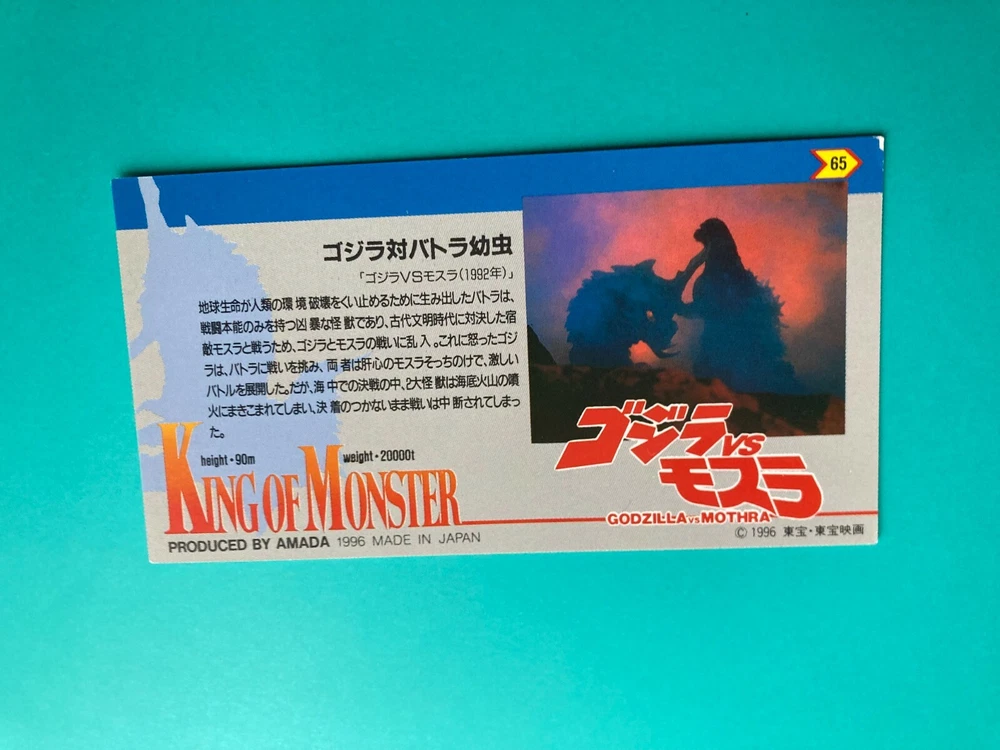 65
ゴジラ対バトラ幼虫
「ゴジラVSモスラ(1992年)」
地球生命が人類の環境破壊をくい止めるために生み出したバトラは、
戦闘本能のみを持つ凶暴な怪獣であり、古代文明時代に対決した宿
敵モスラと戦うため、ゴジラとモスラの戦いに乱入。これに怒ったゴジ
ラは、バトラに戦いを挑み、両者は肝心のモスラそっちのけで、激しい
バトルを展開した。だが、海中での決戦の中、2大怪獣は海底火山の噴
火にまきこまれてしまい、決着のつかないまま戦いは中断されてしまっ
た。
height・90m weight・20000t
KING OF MONSTER
PRODUCED BY AMADA 1996 MADE IN JAPAN
ゴジラVS
モスラ
GODZILLA vs MOTHRA
© 1996 東宝・東宝映画